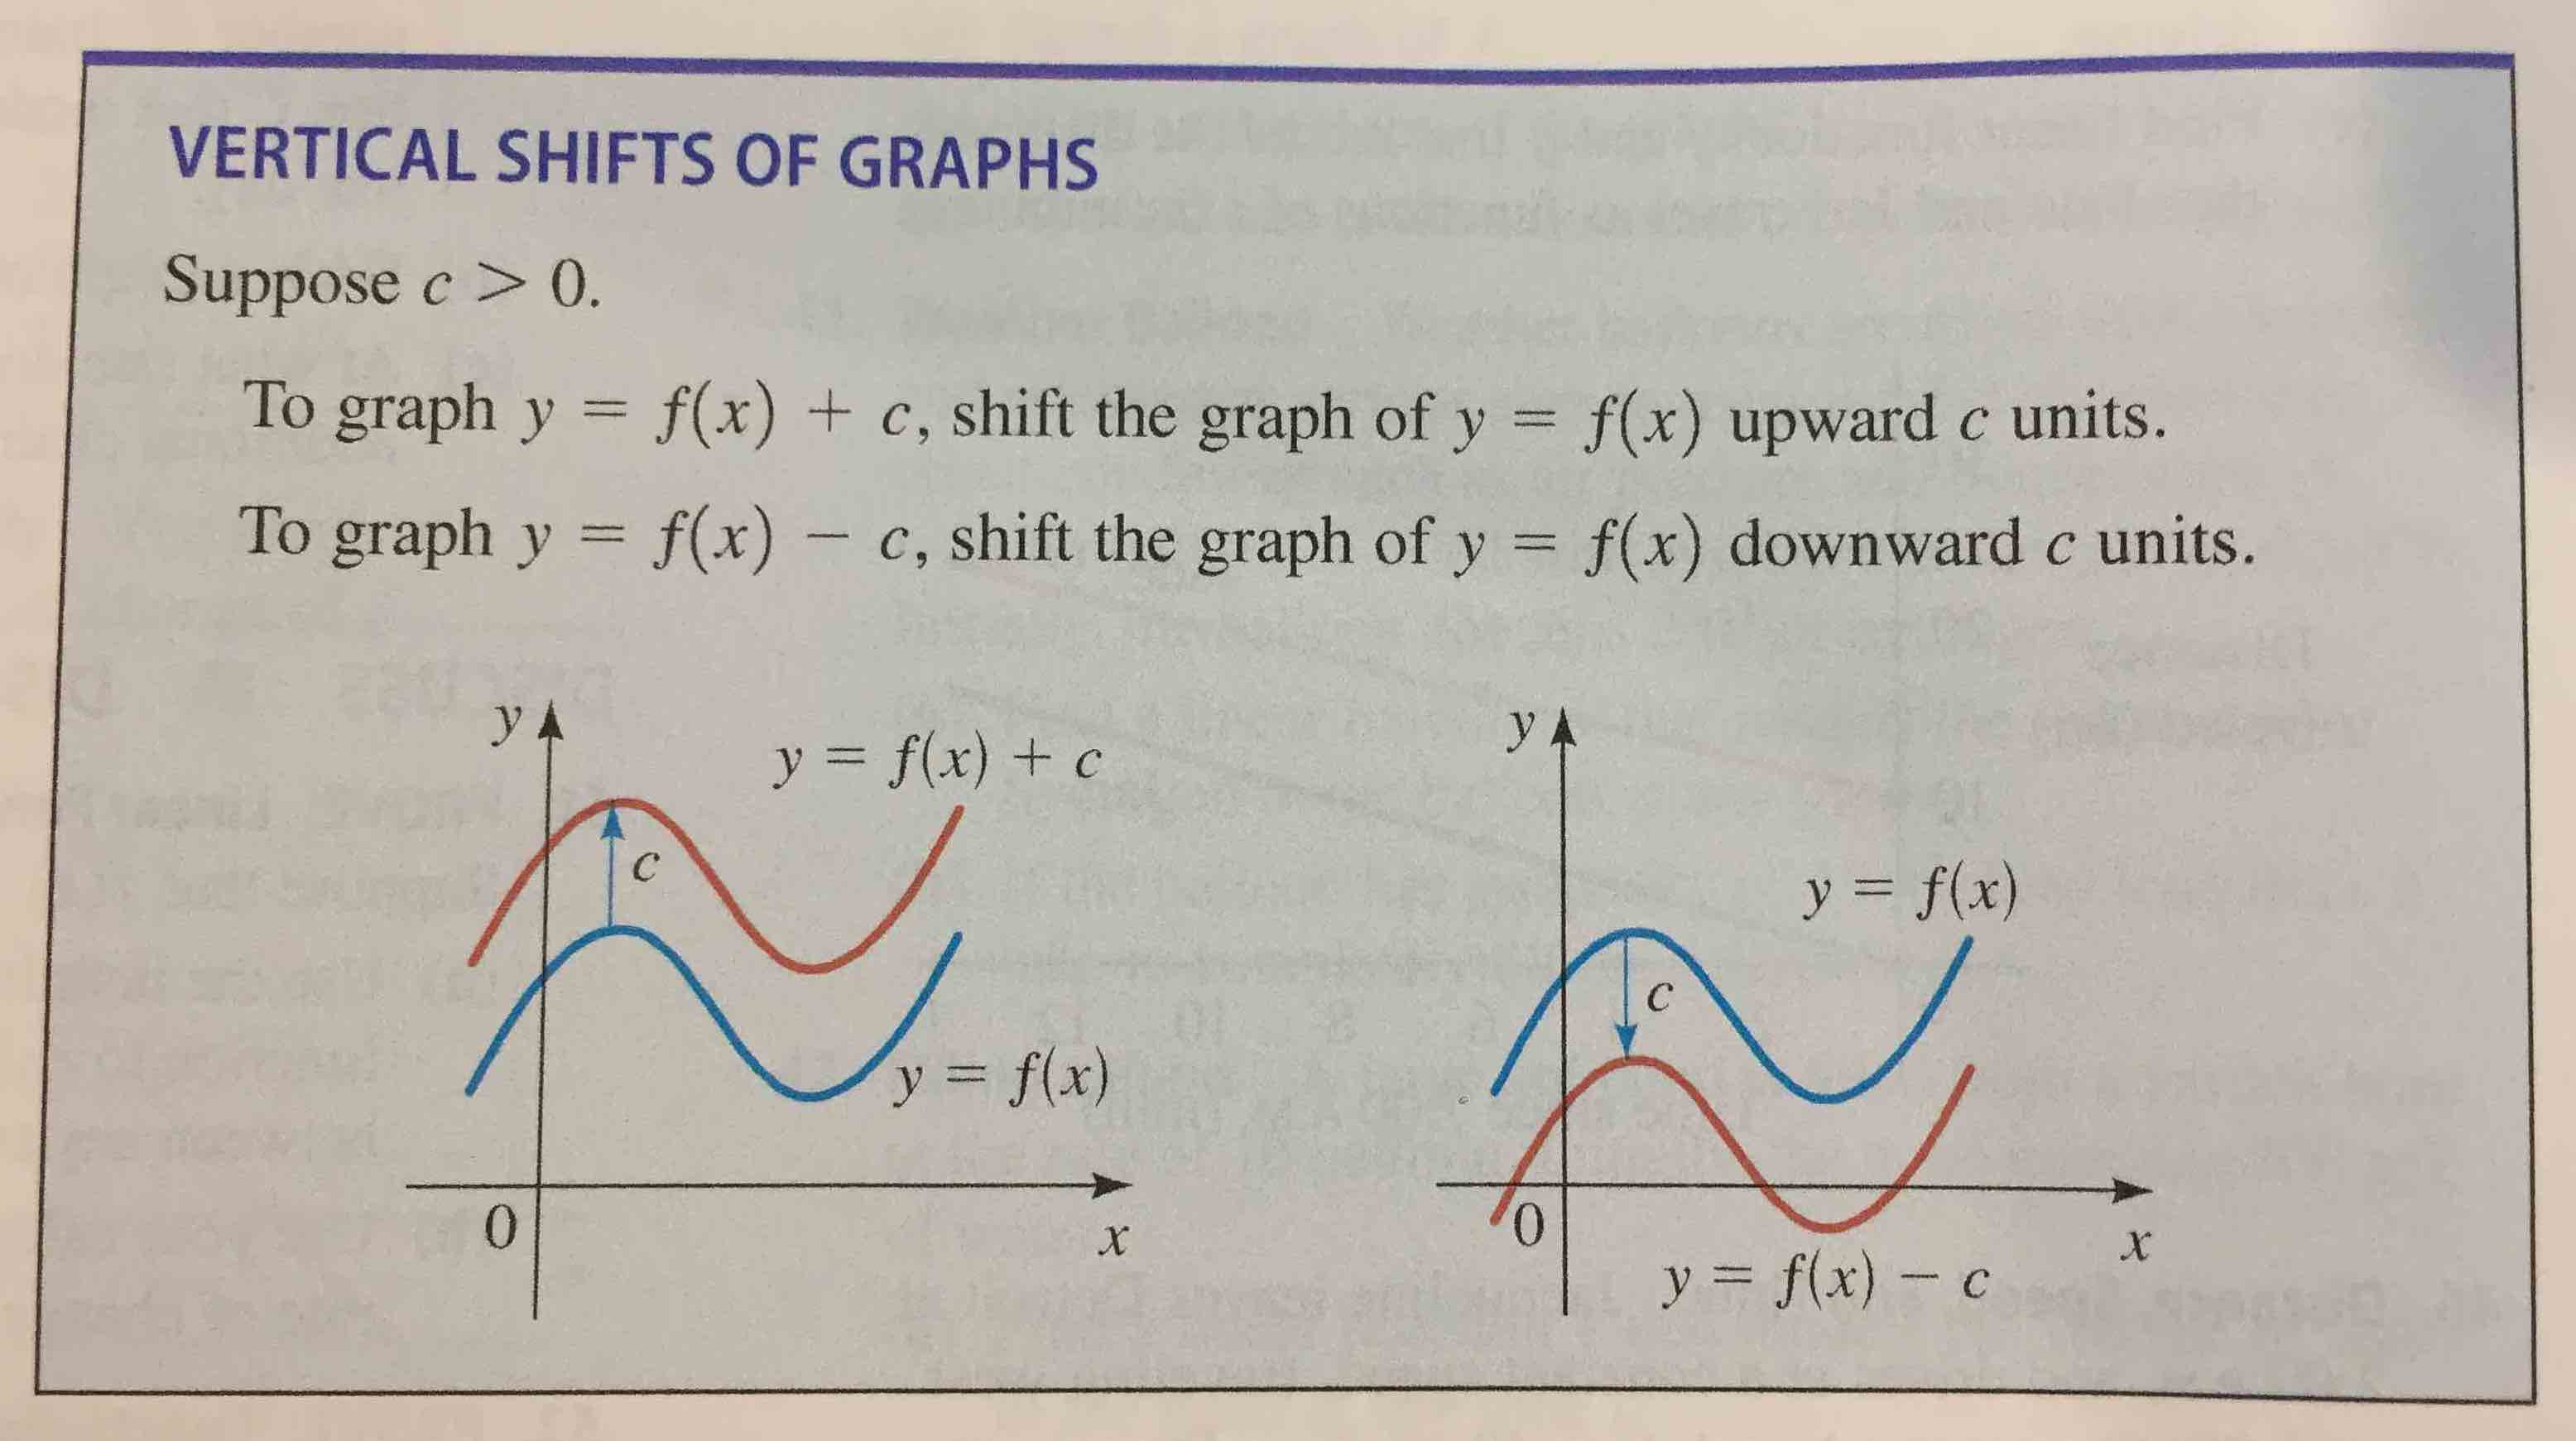 VERTICAL SHIFTS OF GRAPHS
Suppose c > 0.
To graph y = f(x) + c, shift the graph of y = f(x) upward c units.
To graph y = f(x) − c, shift the graph of y = f(x) downward c units.
y
y = f(x) + c
c
y = f(x)
0
x
y
y = f(x)
c
0
x
y = f(x) − c